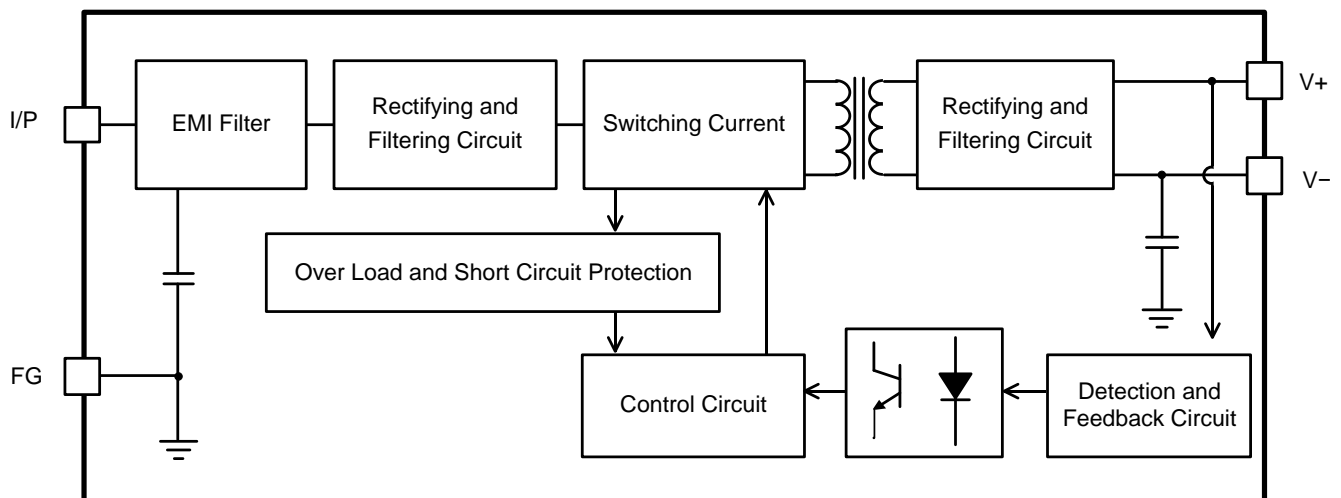 I/P
EMI Filter
Rectifying and
Filtering Circuit
Switching Current
Rectifying and
Filtering Circuit
V+
V−
Over Load and Short Circuit Protection
FG
Control Circuit
Detection and
Feedback Circuit